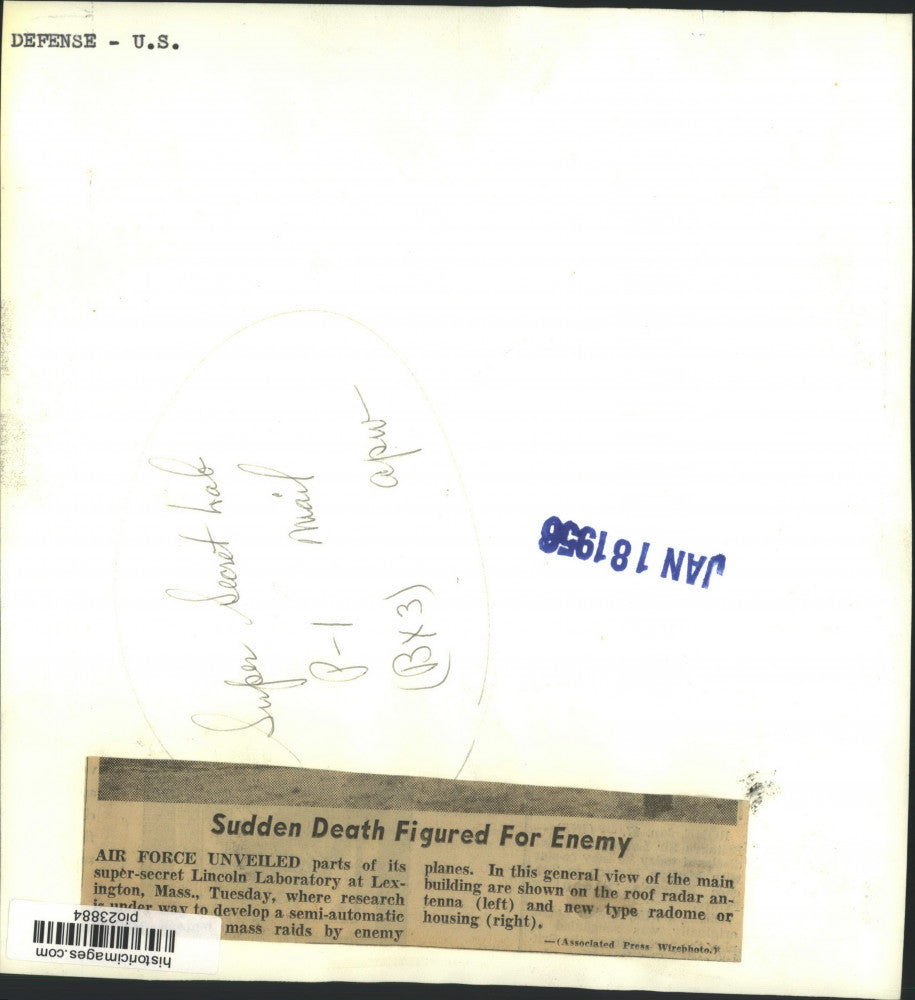 DEFENSE - U.S.
Super Secret Lab
P-1 mail
(BX3) apw
JAN 18 1956
Sudden Death Figured For Enemy
AIR FORCE UNVEILED parts of its
super-secret Lincoln Laboratory at Lex-
ington, Mass., Tuesday, where research
is under way to develop a semi-automatic
mass raids by enemy
planes. In this general view of the main
building are shown on the roof radar an-
tenna (left) and new type radome or
housing (right).
—(Associated Press Wirephoto.)
historicimages.com
pio23884